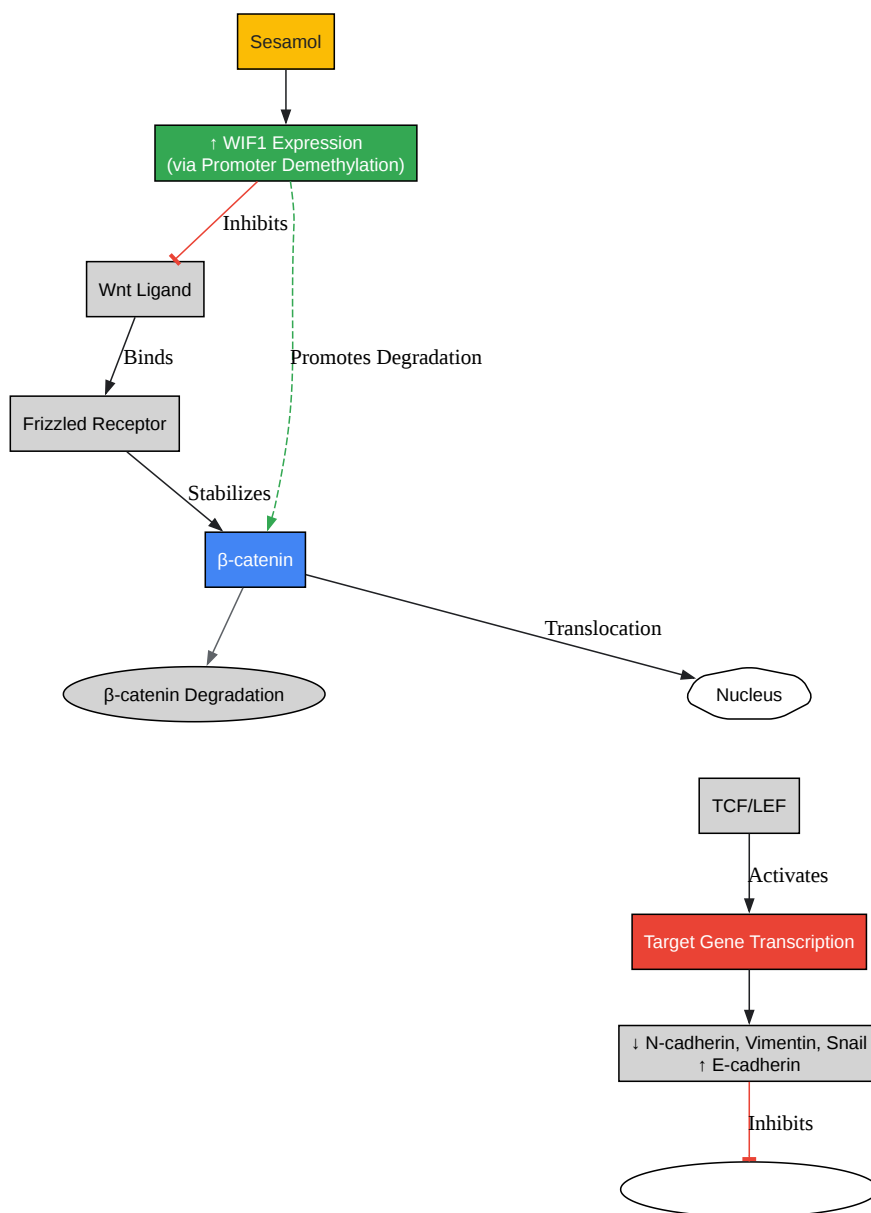 Sesamol
↑ WIF1 Expression
(via Promoter Demethylation)
Inhibits
Wnt Ligand
Binds
Promotes Degradation
Frizzled Receptor
Stabilizes
β-catenin
Translocation
β-catenin Degradation
Nucleus
TCF/LEF
Activates
Target Gene Transcription
↓ N-cadherin, Vimentin, Snail
↑ E-cadherin
Inhibits